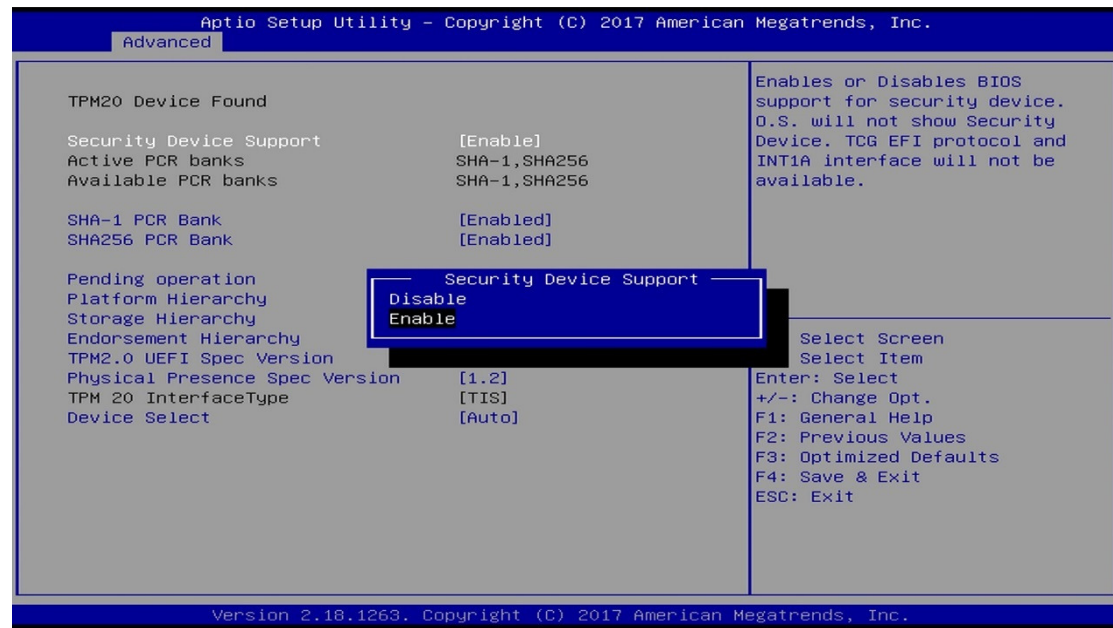 Aptio Setup Utility – Copyright (C) 2017 American Megatrends, Inc.
Advanced
TPM20 Device Found
Security Device Support [Enable]
Active PCR banks SHA-1,SHA256
Available PCR banks SHA-1,SHA256
SHA-1 PCR Bank [Enabled]
SHA256 PCR Bank [Enabled]
Pending operation
Platform Hierarchy
Storage Hierarchy
Endorsement Hierarchy
TPM2.0 UEFI Spec Version
Physical Presence Spec Version [1.2]
TPM 20 InterfaceType [TIS]
Device Select [Auto]
Security Device Support
Disable
Enable
Enables or Disables BIOS
support for security device.
O.S. will not show Security
Device. TCG EFI protocol and
INT1A interface will not be
available.
Select Screen
Select Item
Enter: Select
+/-: Change Opt.
F1: General Help
F2: Previous Values
F3: Optimized Defaults
F4: Save & Exit
ESC: Exit
Version 2.18.1263. Copyright (C) 2017 American Megatrends, Inc.